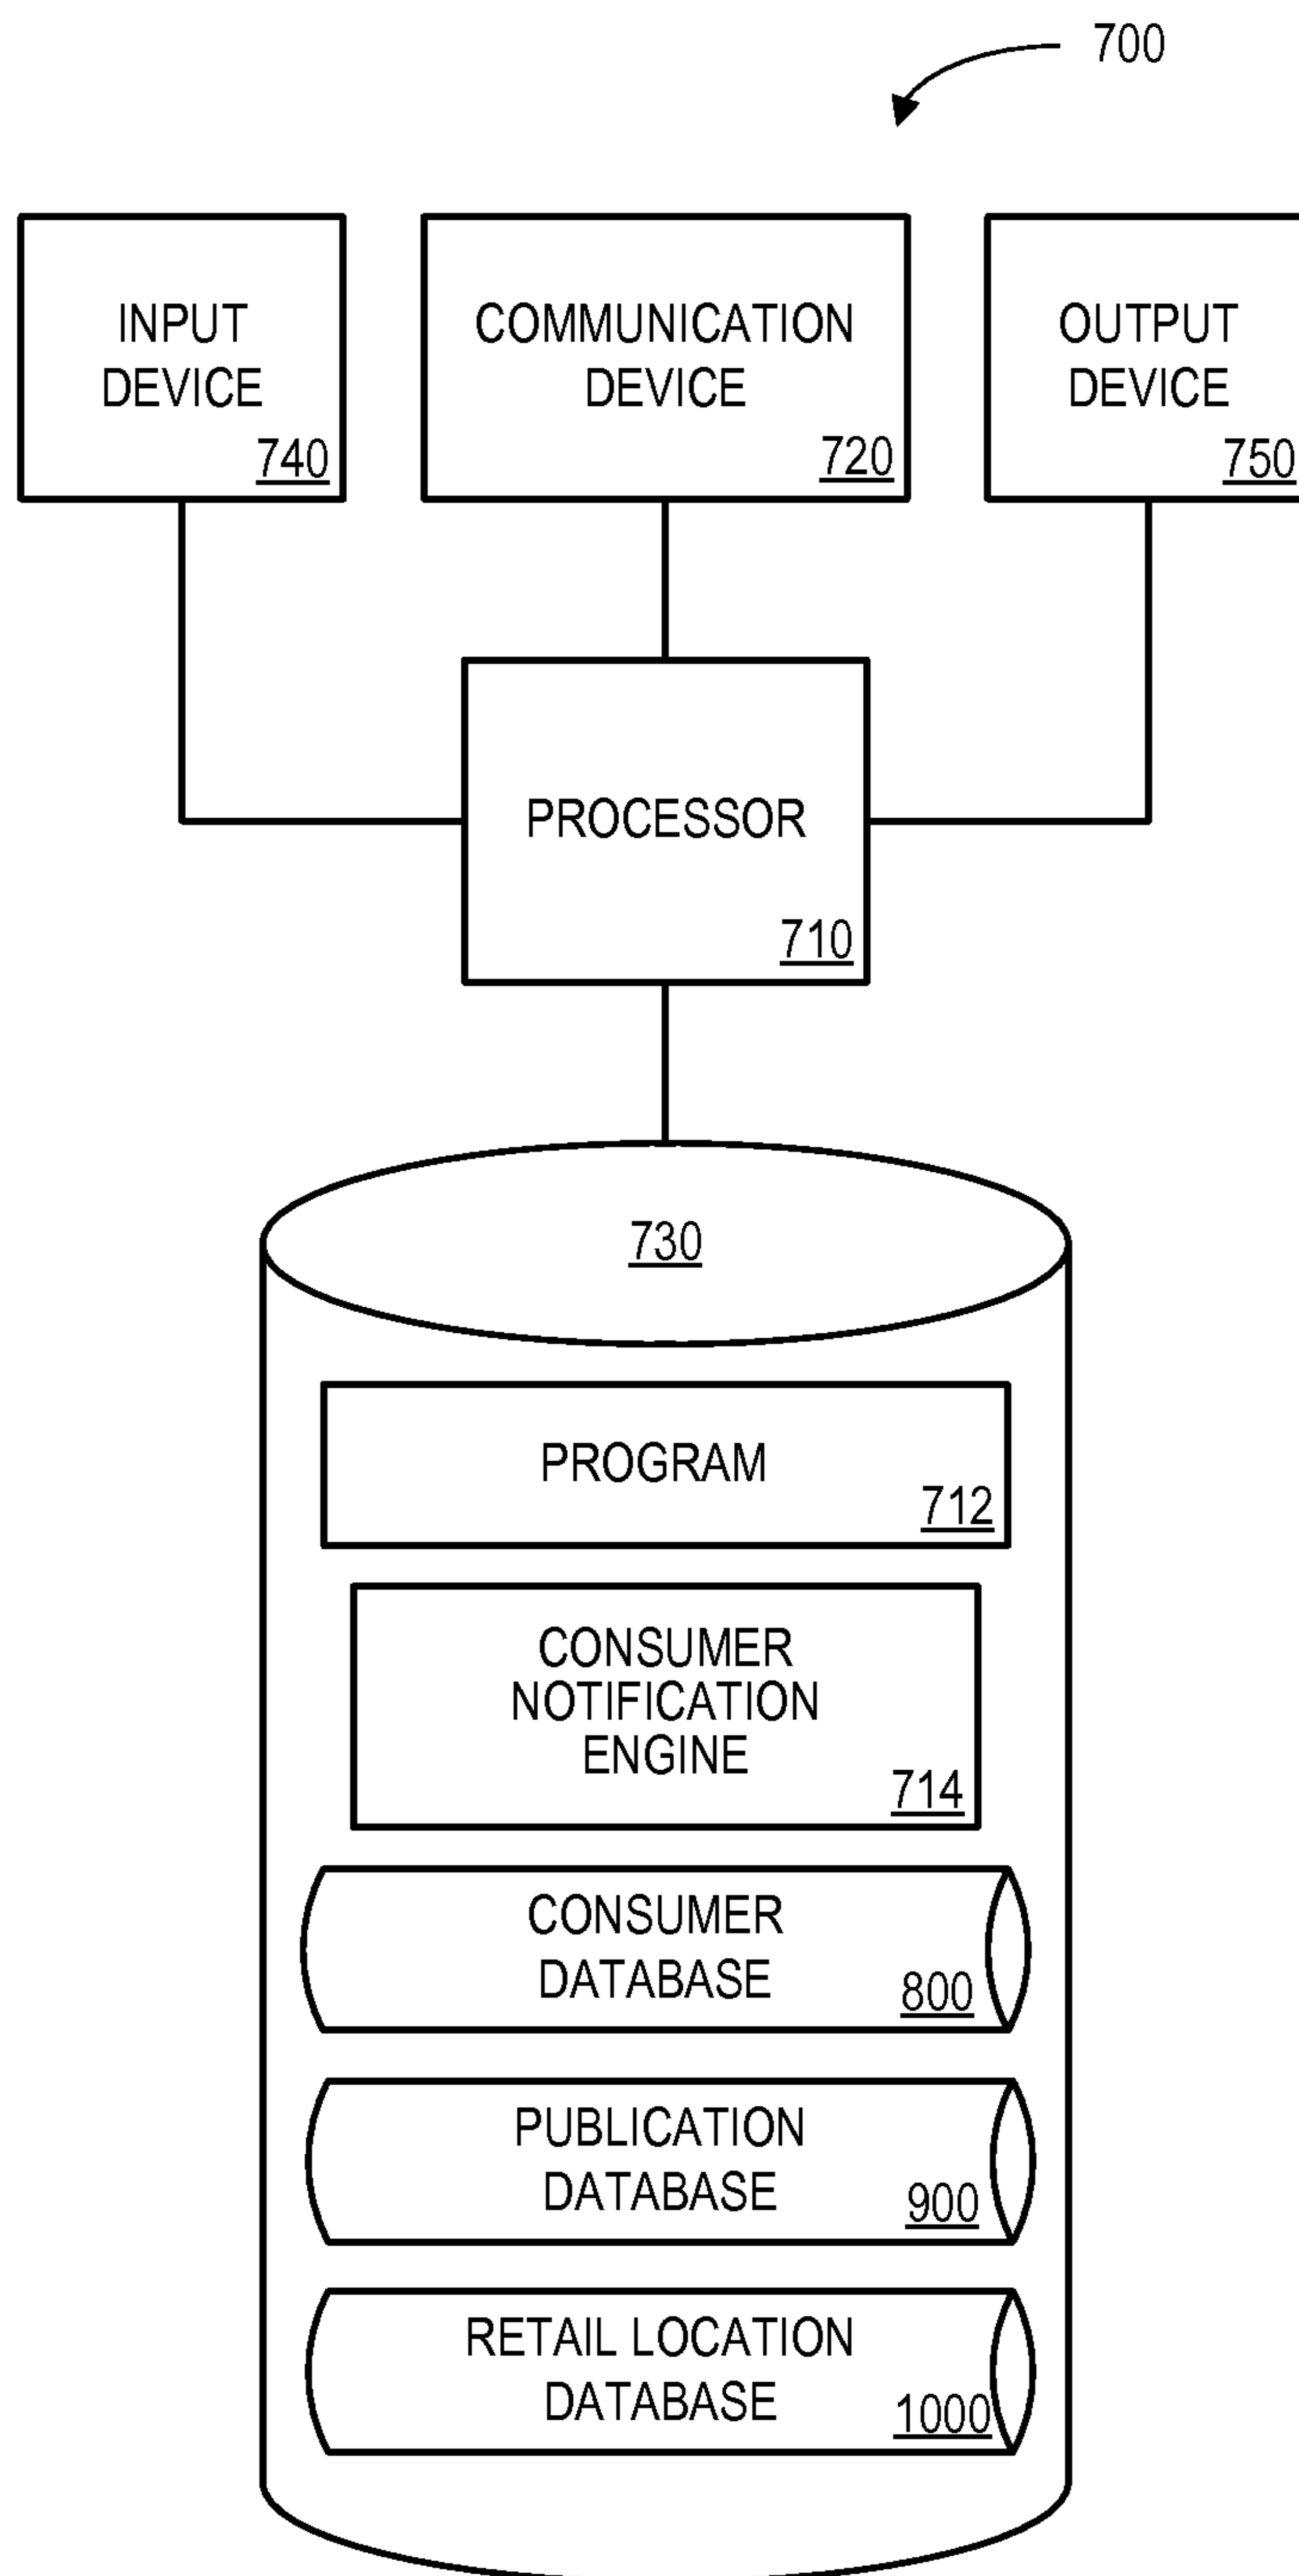 700
INPUT
DEVICE
740
COMMUNICATION
DEVICE
720
OUTPUT
DEVICE
750
PROCESSOR
710
730
PROGRAM
712
CONSUMER
NOTIFICATION
ENGINE
714
CONSUMER
DATABASE
800
PUBLICATION
DATABASE
900
RETAIL LOCATION
DATABASE
1000